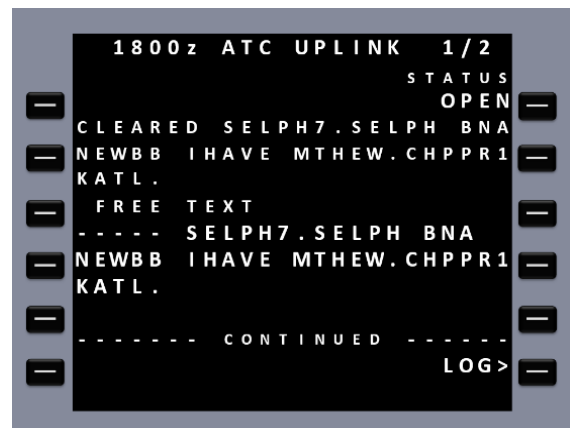 1800z ATC UPLINK 1/2
STATUS
OPEN
CLEARED SELPH7.SELPH BNA
NEWBB IHAVE MTHEW.CHPPR1
KATL.
FREE TEXT
----- SELPH7.SELPH BNA
NEWBB IHAVE MTHEW.CHPPR1
KATL.
------- CONTINUED ------
LOG>